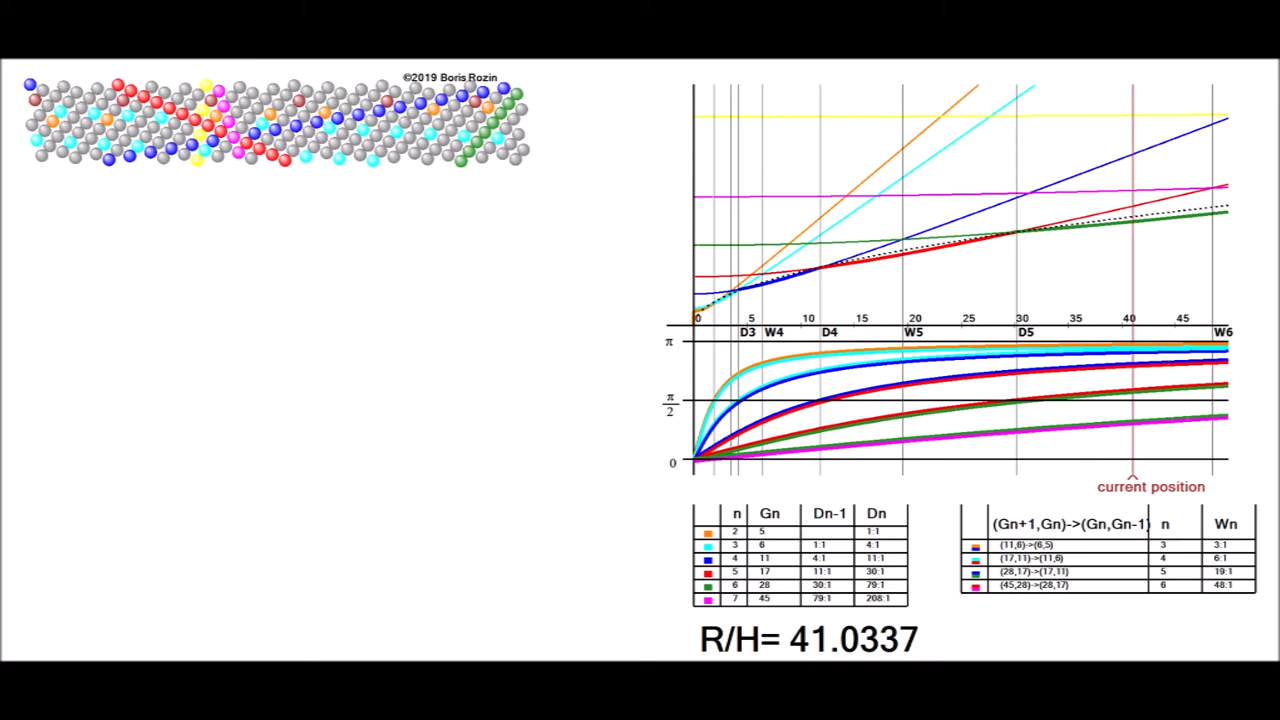 ©2019 Boris Rozin
0 5 10 15 20 25 30 35 40 45
D3 W4 D4 W5 D5 W6
π
π
2
0
current position
n Gn Dn-1 Dn
2 5 1:1
3 6 1:1 4:1
4 11 4:1 11:1
5 17 11:1 30:1
6 28 30:1 79:1
7 45 79:1 208:1
(Gn+1,Gn)->(Gn,Gn-1) n Wn
(11,6)->(6,5) 3 3:1
(17,11)->(11,6) 4 6:1
(28,17)->(17,11) 5 19:1
(45,28)->(28,17) 6 48:1
R/H= 41.0337